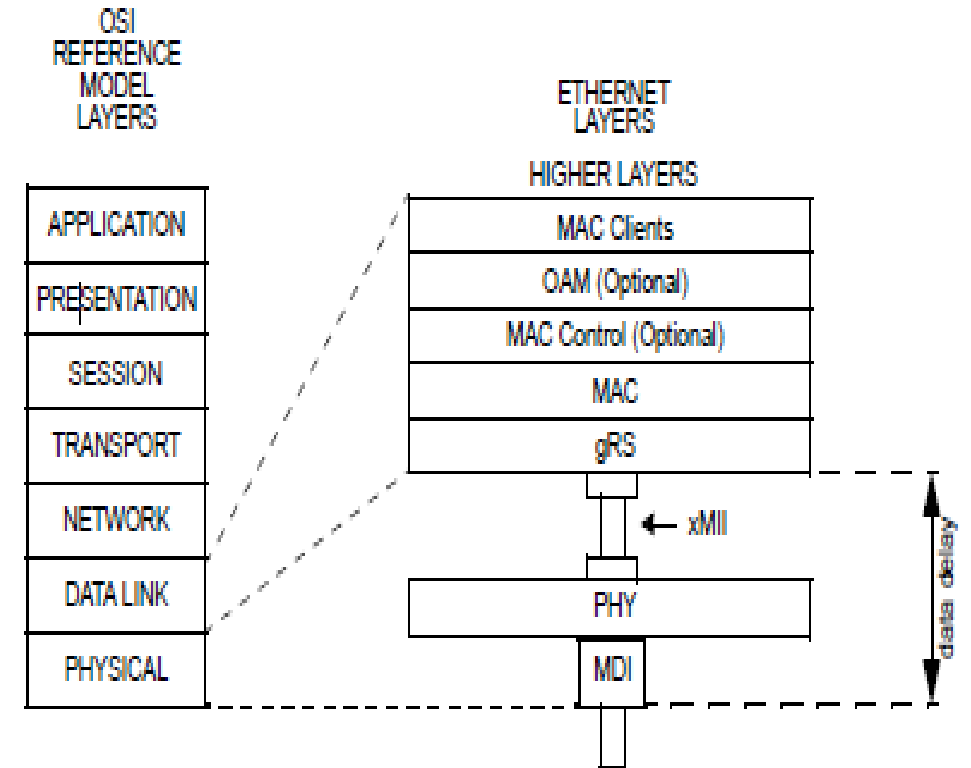 OSI
REFERENCE
MODEL
LAYERS
APPLICATION
PRESENTATION
SESSION
TRANSPORT
NETWORK
DATA LINK
PHYSICAL
ETHERNET
LAYERS
HIGHER LAYERS
MAC Clients
OAM (Optional)
MAC Control (Optional)
MAC
gRS
xMII
PHY
MDI
data delay